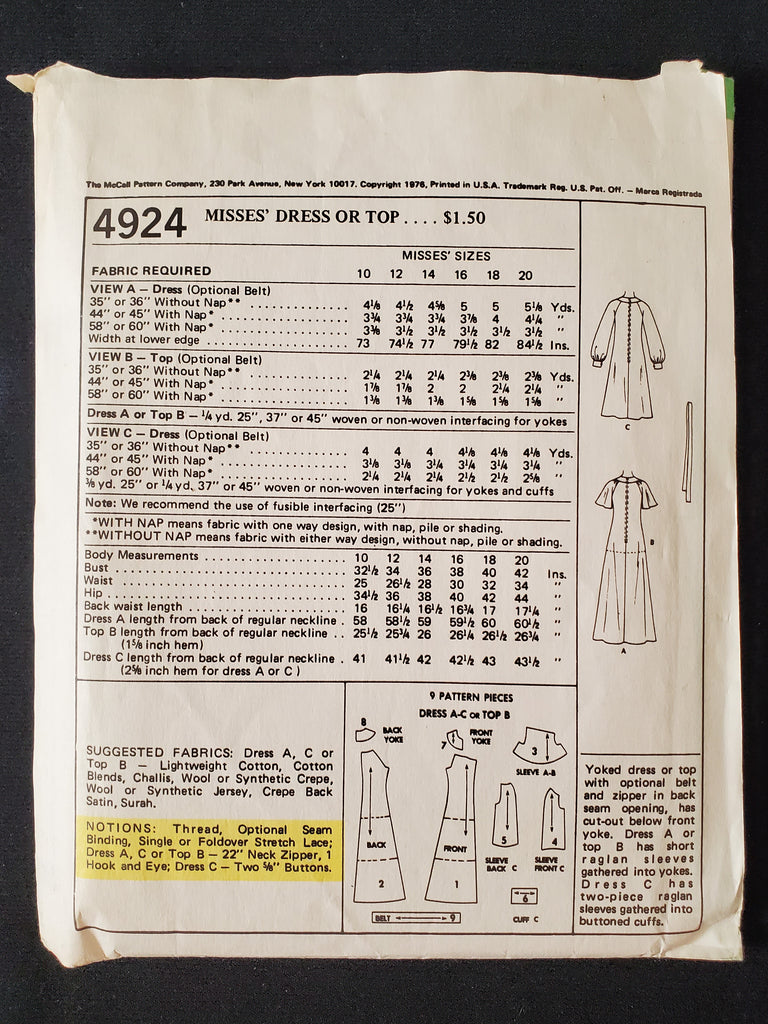 The McCall Pattern Company, 230 Park Avenue, New York 10017. Copyright 1976, Printed in U.S.A. Trademark Reg. U.S. Pat. Off. — Marca Registrada
4924 MISSES' DRESS OR TOP .... $1.50
MISSES' SIZES
FABRIC REQUIRED 10 12 14 16 18 20
VIEW A — Dress (Optional Belt)
35" or 36" Without Nap** 4⅛ 4½ 4⅝ 5 5 5⅛ Yds.
44" or 45" With Nap* 3¾ 3¾ 3¾ 3⅞ 4 4¼ "
58" or 60" With Nap* 3⅜ 3½ 3½ 3½ 3½ 3½ "
Width at lower edge 73 74½ 77 79½ 82 84½ Ins.
VIEW B — Top (Optional Belt)
35" or 36" Without Nap** 2¼ 2¼ 2¼ 2⅜ 2⅜ 2⅜ Yds.
44" or 45" With Nap* 1⅞ 1⅞ 2 2 2¼ 2¼ "
58" or 60" With Nap* 1⅜ 1⅜ 1⅜ 1⅝ 1⅝ 1⅝ "
Dress A or Top B — ¼ yd. 25", 37" or 45" woven or non-woven interfacing for yokes
VIEW C — Dress (Optional Belt)
35" or 36" Without Nap** 4 4 4 4⅛ 4⅛ 4⅛ Yds.
44" or 45" With Nap* 3⅛ 3⅛ 3¼ 3¼ 3¼ 3¼ "
58" or 60" With Nap* 2¼ 2¼ 2¼ 2½ 2½ 2⅝ "
⅜ yd. 25" or ¼ yd. 37" or 45" woven or non-woven interfacing for yokes and cuffs
Note: We recommend the use of fusible interfacing (25")
*WITH NAP means fabric with one way design, with nap, pile or shading.
**WITHOUT NAP means fabric with either way design, without nap, pile or shading.
Body Measurements 10 12 14 16 18 20
Bust 32½ 34 36 38 40 42 Ins.
Waist 25 26½ 28 30 32 34 "
Hip 34½ 36 38 40 42 44 "
Back waist length 16 16¼ 16½ 16¾ 17 17¼ "
Dress A length from back of regular neckline . 58 58½ 59 59½ 60 60½ "
Top B length from back of regular neckline . . 25½ 25¾ 26 26¼ 26½ 26¾ "
(1⅝ inch hem)
Dress C length from back of regular neckline . 41 41½ 42 42½ 43 43½ "
(2⅝ inch hem for dress A or C)
C
B
A
SUGGESTED FABRICS: Dress A, C or
Top B — Lightweight Cotton, Cotton
Blends, Challis, Wool or Synthetic Crepe,
Wool or Synthetic Jersey, Crepe Back
Satin, Surah.
NOTIONS: Thread, Optional Seam
Binding, Single or Foldover Stretch Lace;
Dress A, C or Top B — 22" Neck Zipper, 1
Hook and Eye; Dress C — Two ⅝" Buttons.
9 PATTERN PIECES
DRESS A-C OR TOP B
8 BACK YOKE
7 FRONT YOKE
3
SLEEVE A-B
BACK
2
FRONT
1
5
SLEEVE BACK C
4
SLEEVE FRONT C
6
CUFF C
BELT 9
Yoked dress or top
with optional belt
and zipper in back
seam opening, has
cut-out below front
yoke. Dress A or
top B has short
raglan sleeves
gathered into yokes.
Dress C has
two-piece raglan
sleeves gathered into
buttoned cuffs.